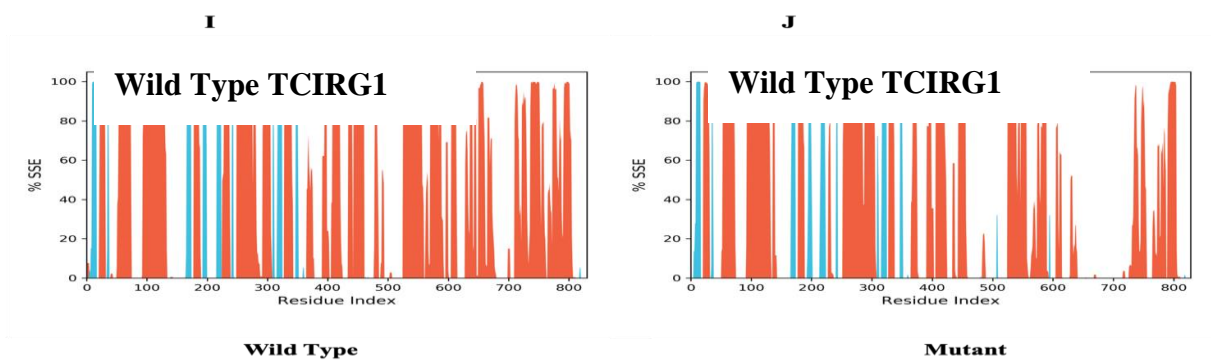 I J
Wild Type TCIRG1 Wild Type TCIRG1
100 100
80 80
60 60
40 40
20 20
0 0
% SSE % SSE
0 100 200 300 400 500 600 700 800 0 100 200 300 400 500 600 700 800
Residue Index Residue Index
Wild Type Mutant